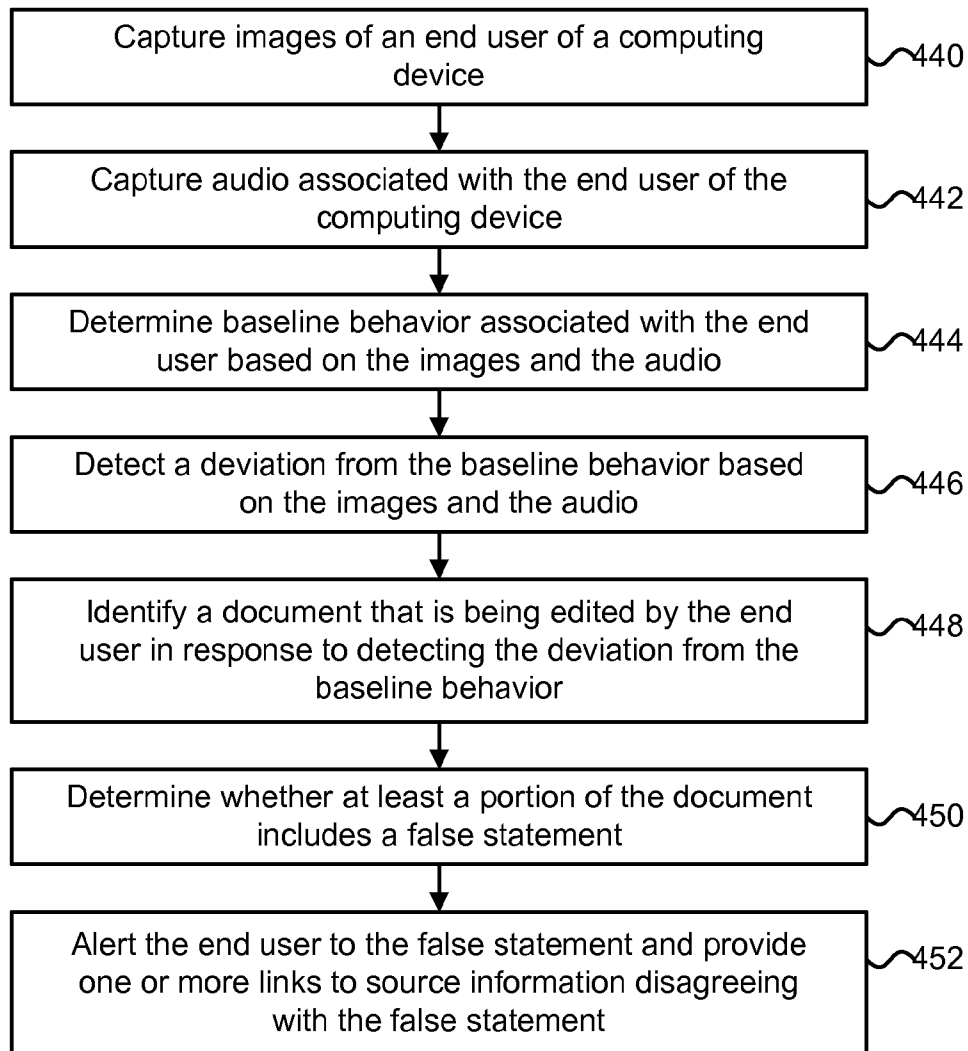 Capture images of an end user of a computing
device
440
Capture audio associated with the end user of the
computing device
442
Determine baseline behavior associated with the end
user based on the images and the audio
444
Detect a deviation from the baseline behavior based
on the images and the audio
446
Identify a document that is being edited by the end
user in response to detecting the deviation from the
baseline behavior
448
Determine whether at least a portion of the document
includes a false statement
450
Alert the end user to the false statement and provide
one or more links to source information disagreeing
with the false statement
452